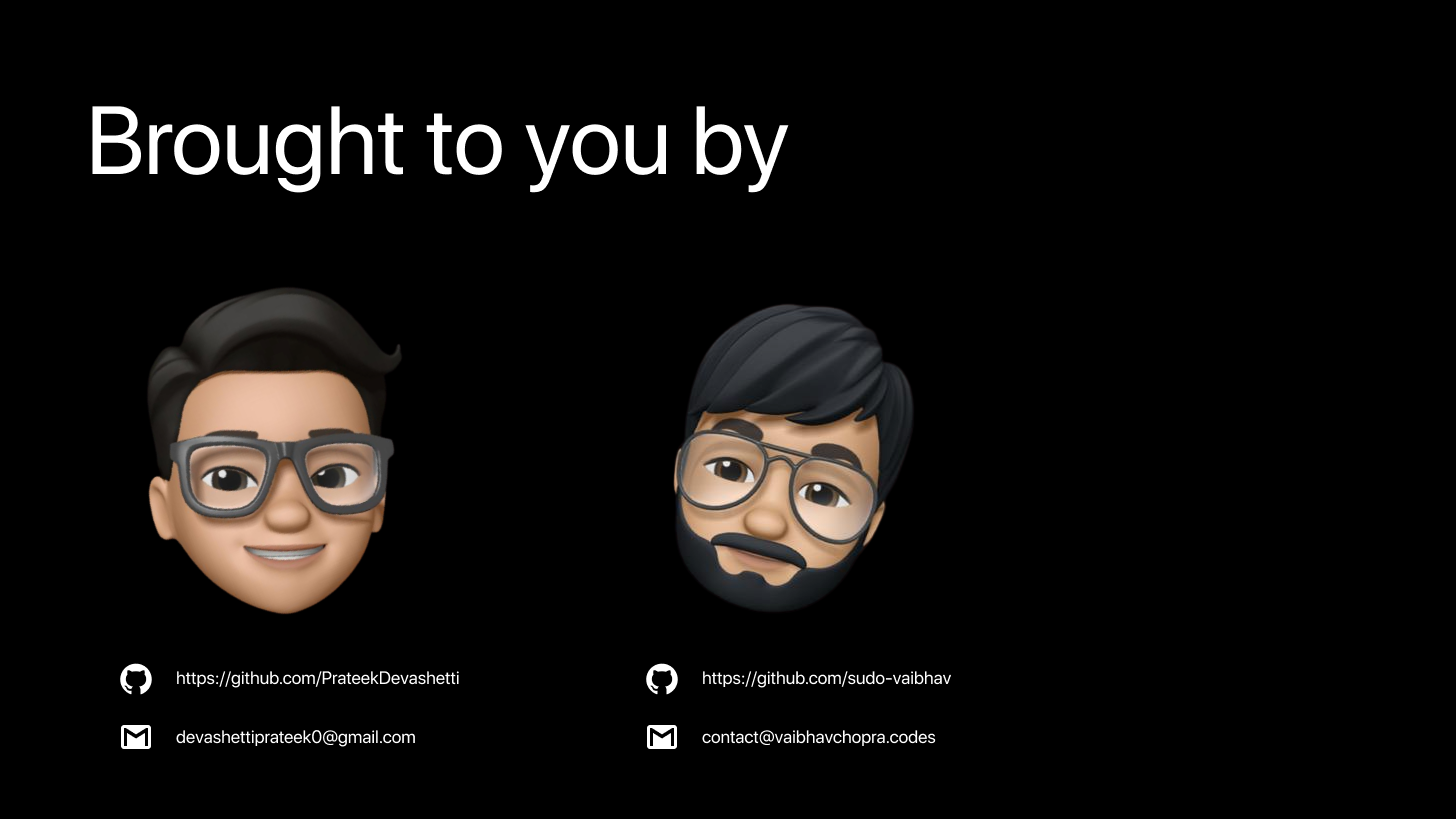 Brought to you by
https://github.com/PrateekDevashetti
devashettiprateek0@gmail.com
https://github.com/sudo-vaibhav
contact@vaibhavchopra.codes